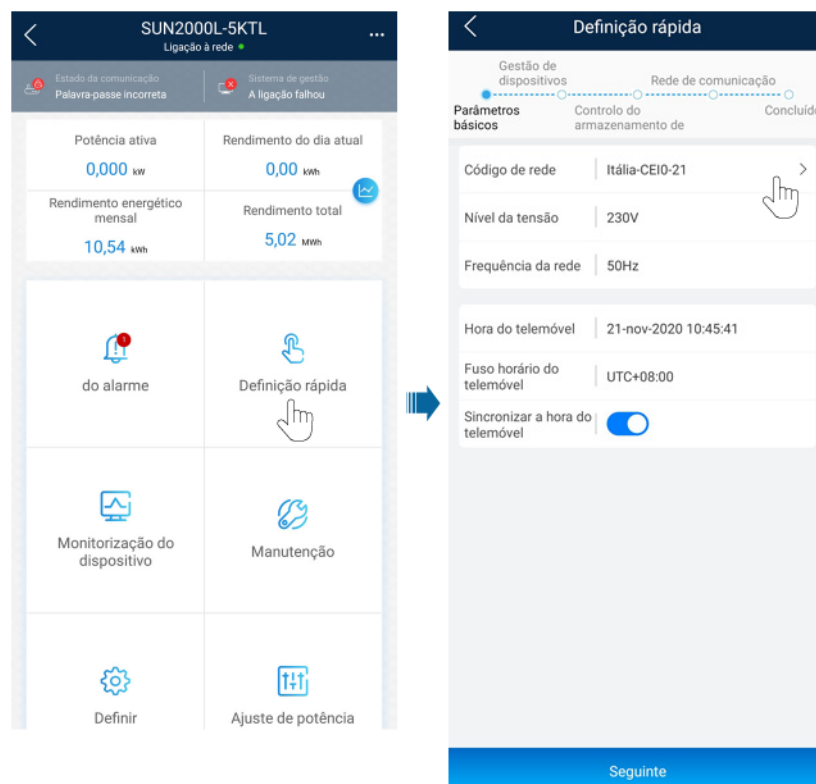 SUN2000L-5KTL
Ligação à rede
Estado da comunicação
Palavra-passe incorreta
Sistema de gestão
A ligação falhou
Potência ativa
0,000 kW
Rendimento do dia atual
0,00 kWh
Rendimento energético
mensal
10,54 kWh
Rendimento total
5,02 MWh
1
do alarme
Definição rápida
Monitorização do
dispositivo
Manutenção
Definir
Ajuste de potência
Definição rápida
Gestão de
dispositivos
Rede de comunicação
Parâmetros
básicos
Controlo do
armazenamento de
Concluído
Código de rede
Itália-CEI0-21
Nível da tensão
230V
Frequência da rede
50Hz
Hora do telemóvel
21-nov-2020 10:45:41
Fuso horário do
telemóvel
UTC+08:00
Sincronizar a hora do
telemóvel
Seguinte